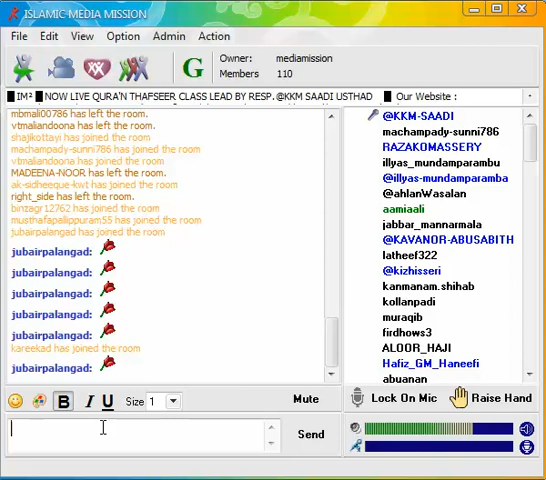 ISLAMIC MEDIA MISSION
File Edit View Option Admin Action
G
Owner: mediamission
Members 110
IM² NOW LIVE QURA'N THAFSEER CLASS LEAD BY RESP.@KKM SAADI USTHAD Our Website :
mbmali00786 has left the room.
vtmaliandoona has left the room.
shajikottayi has joined the room
machampady-sunni786 has joined the room
vtmaliandoona has joined the room
MADEENA-NOOR has left the room.
ak-sidheeque-kwt has joined the room
right_side has left the room.
binzagr12762 has joined the room
musthafapallippuram55 has joined the room
jubairpalangad has joined the room
jubairpalangad:
jubairpalangad:
jubairpalangad:
jubairpalangad:
jubairpalangad:
kareekad has joined the room
jubairpalangad:
@KKM-SAADI
machampady-sunni786
RAZAKOMASSERY
illyas_mundamparambu
@illyas-mundaparamba
@ahlanWasalan
aamiaali
jabbar_mannarmala
@KAVANOR-ABUSABITH
latheef322
@kizhisseri
kanmanam.shihab
kollanpadi
muraqib
firdhows3
ALOOR_HAJI
Hafiz_GM_Haneefi
abuanan
B I U Size 1 Mute
Lock On Mic Raise Hand
Send